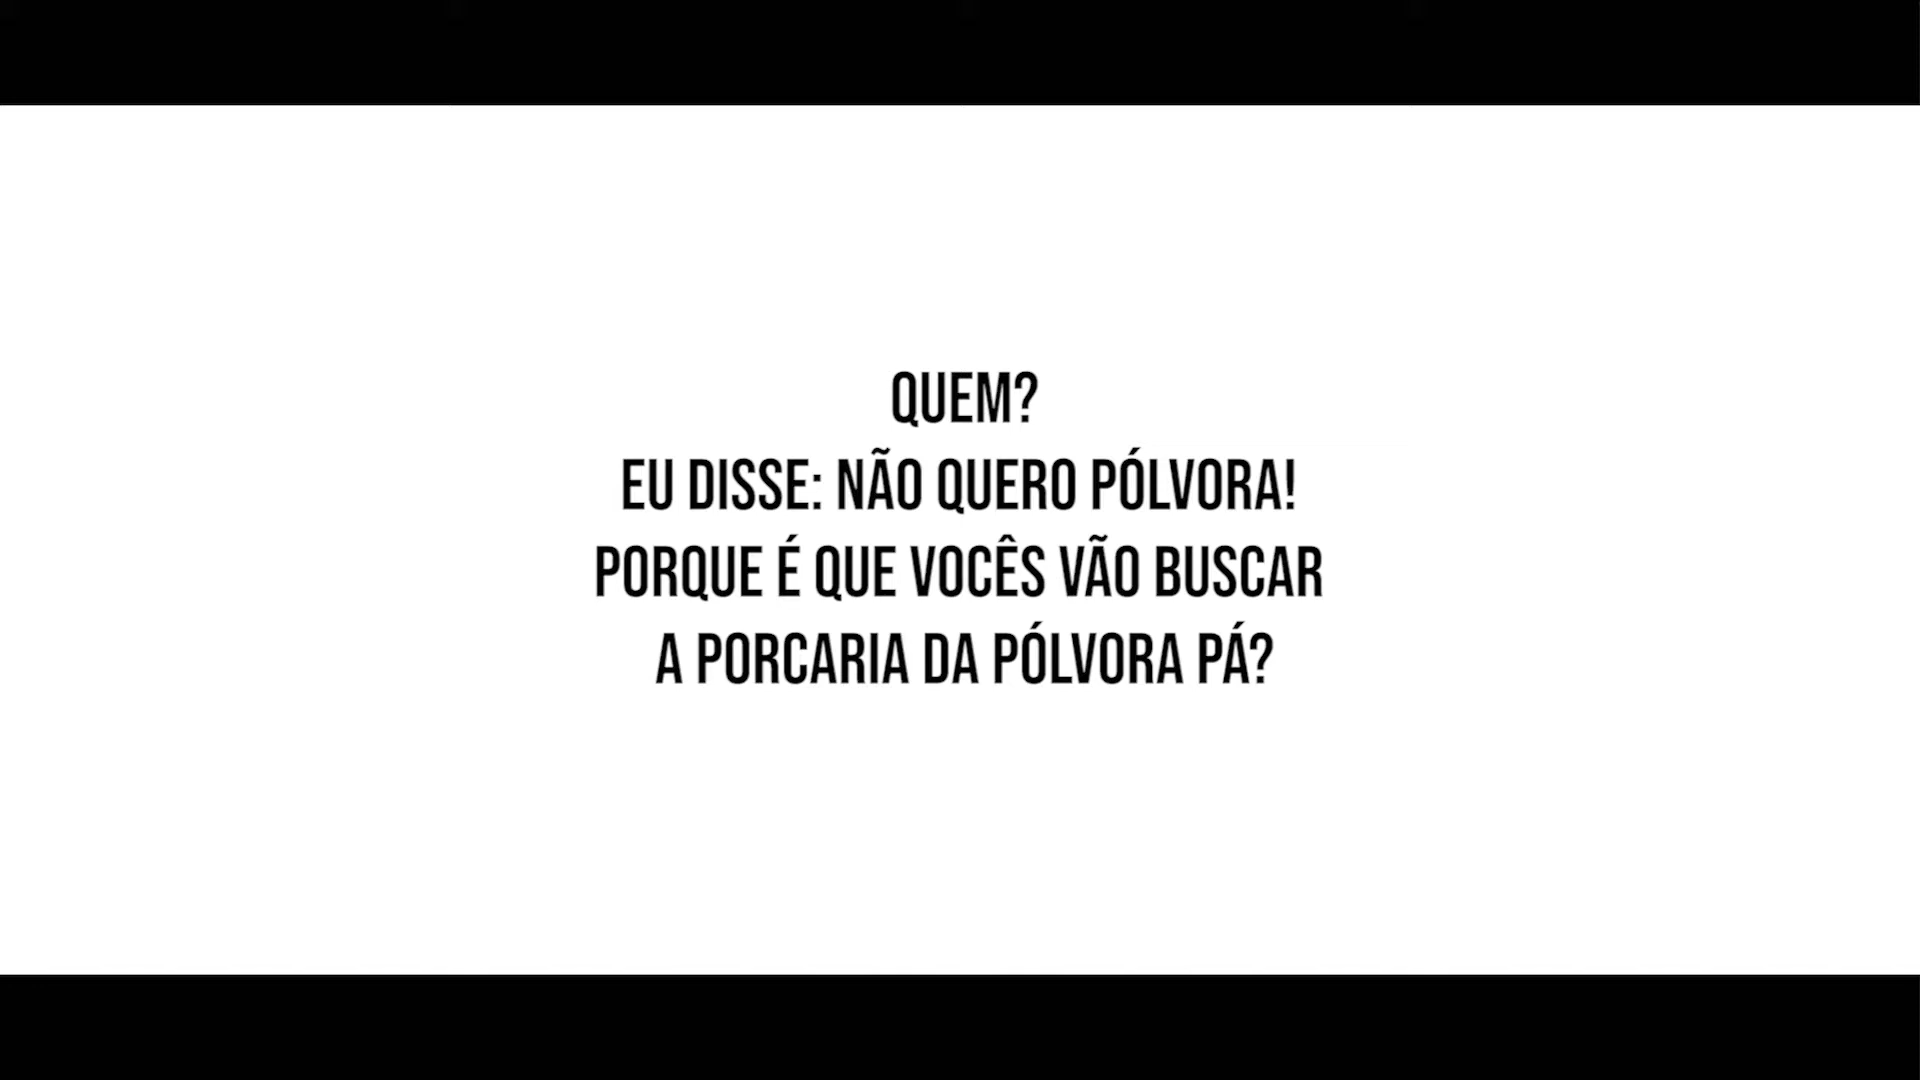 QUEM?
EU DISSE: NÃO QUERO PÓLVORA!
PORQUE É QUE VOCÊS VÃO BUSCAR
A PORCARIA DA PÓLVORA PÁ?